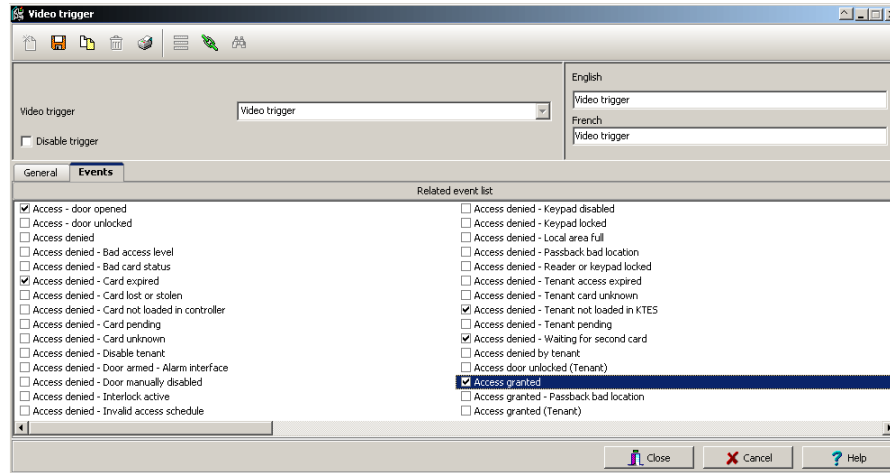 Video trigger
English
Video trigger
Video trigger
Video trigger
French
Video trigger
Disable trigger
General
Events
Related event list
Access - door opened
Access - door unlocked
Access denied
Access denied - Bad access level
Access denied - Bad card status
Access denied - Card expired
Access denied - Card lost or stolen
Access denied - Card not loaded in controller
Access denied - Card pending
Access denied - Card unknown
Access denied - Disable tenant
Access denied - Door armed - Alarm interface
Access denied - Door manually disabled
Access denied - Interlock active
Access denied - Invalid access schedule
Access denied - Keypad disabled
Access denied - Keypad locked
Access denied - Local area full
Access denied - Passback bad location
Access denied - Reader or keypad locked
Access denied - Tenant access expired
Access denied - Tenant card unknown
Access denied - Tenant not loaded in KTES
Access denied - Tenant pending
Access denied - Waiting for second card
Access denied by tenant
Access door unlocked (Tenant)
Access granted
Access granted - Passback bad location
Access granted (Tenant)
Close
Cancel
Help